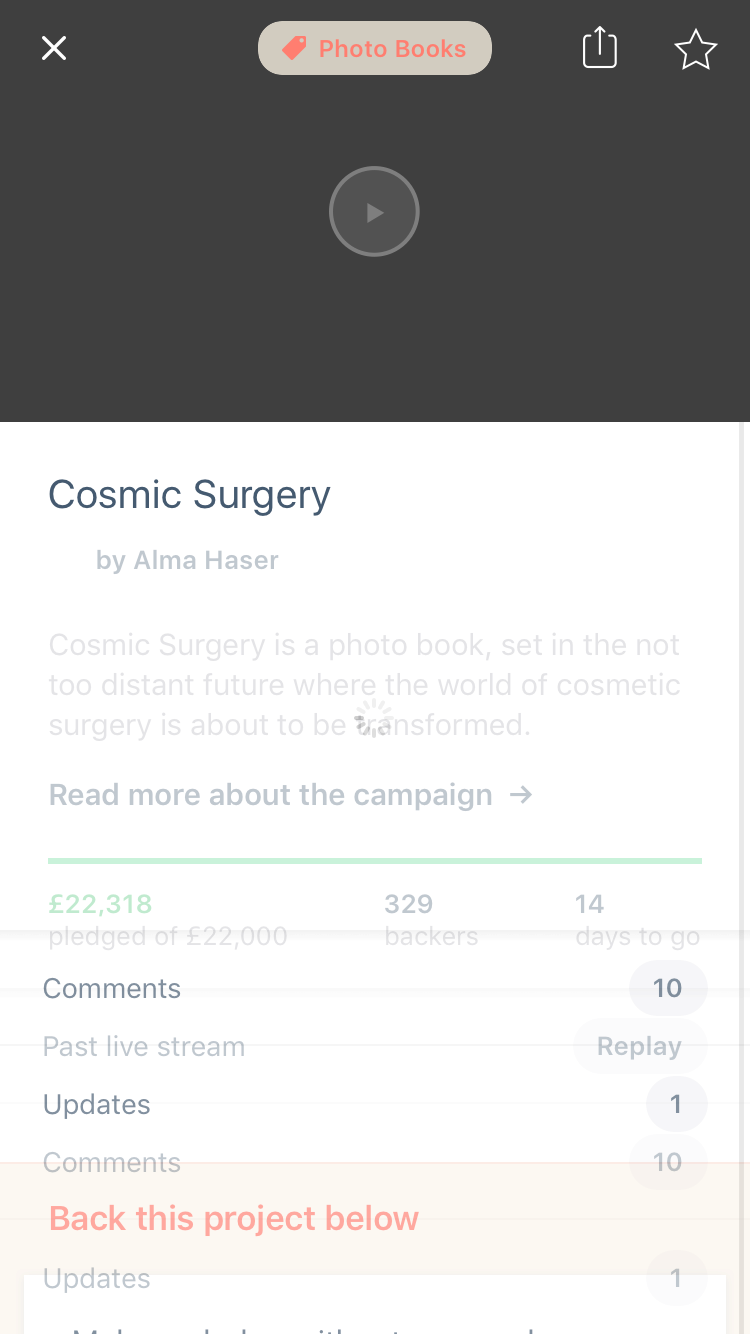 Photo Books
Cosmic Surgery
by Alma Haser
Cosmic Surgery is a photo book, set in the not
too distant future where the world of cosmetic
surgery is about to be transformed.
Read more about the campaign →
£22,318 329 14
pledged of £22,000 backers days to go
Comments 10
Past live stream Replay
Updates 1
Comments 10
Back this project below
Updates 1